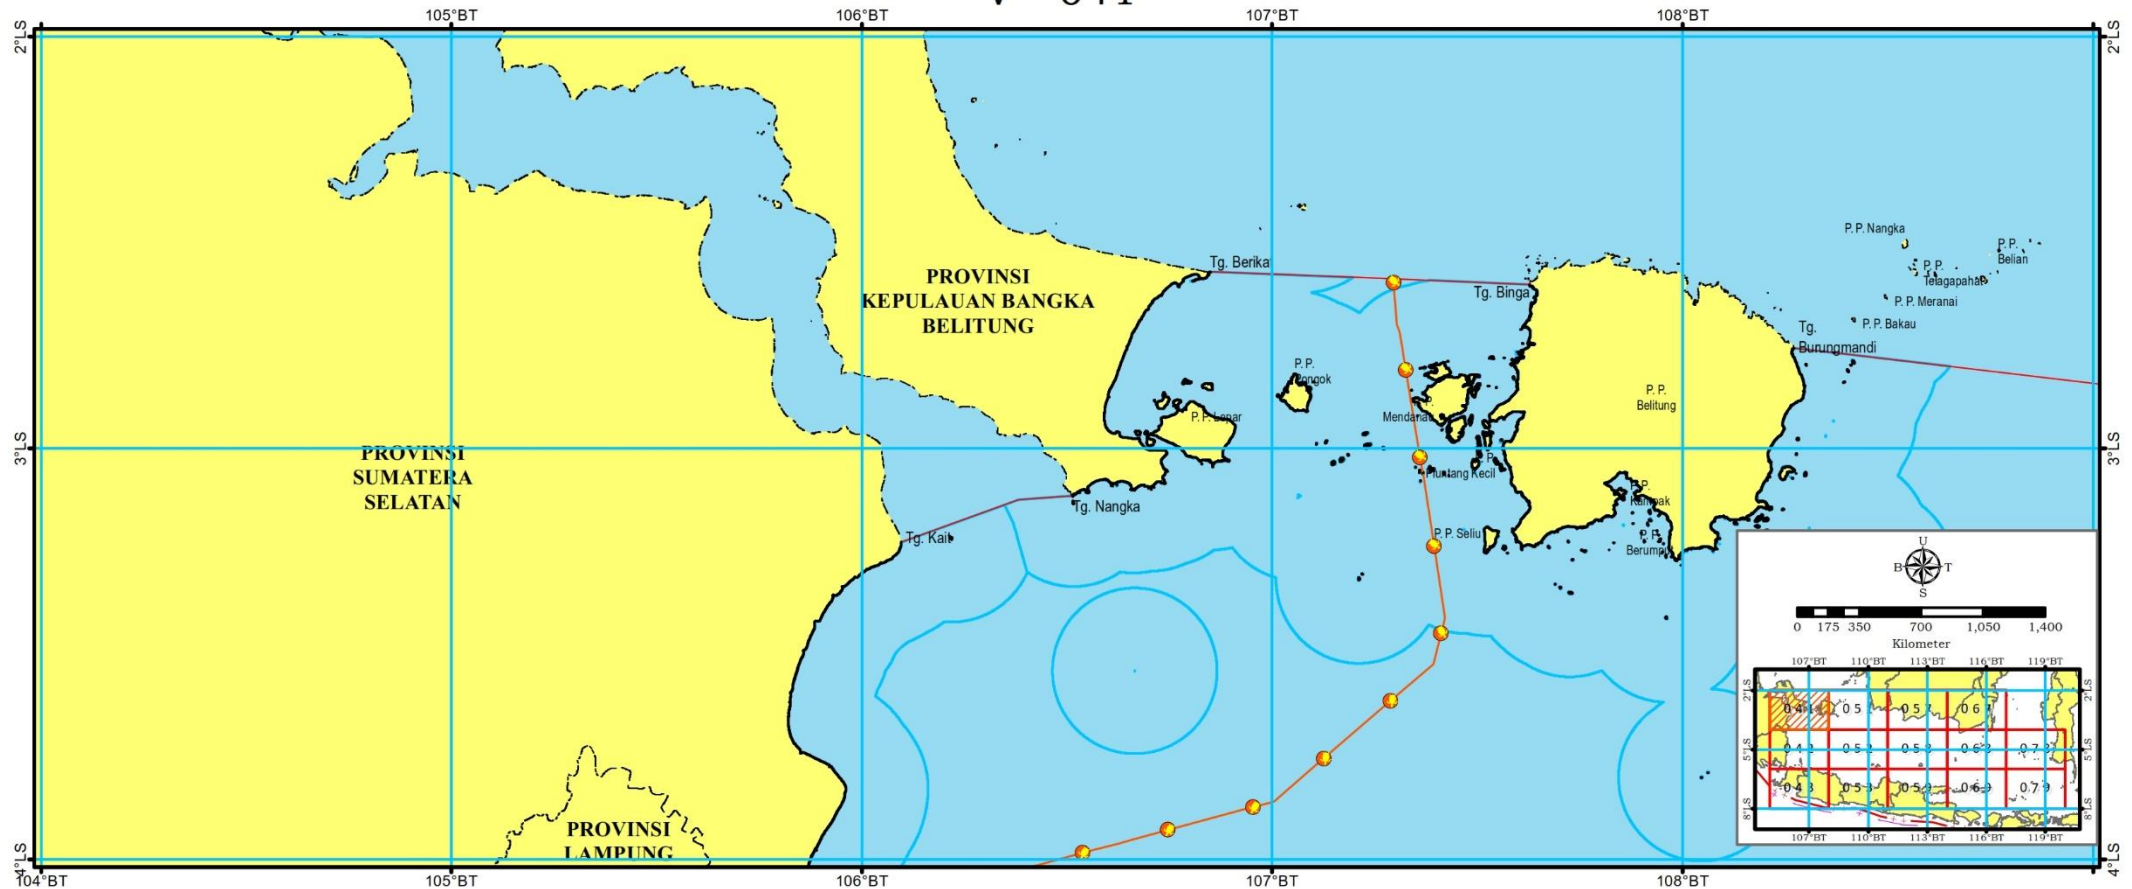 105°BT 106°BT 107°BT 108°BT
2°LS 2°LS
P. P. Nangka
P. P.
Belian
P. P.
Telagapahat
P. P. Meranai
P. P. Bakau
Tg. Berikat
Tg. Binga
Tg.
Burungmandi
PROVINSI
KEPULAUAN BANGKA
BELITUNG
P. P.
Pongok
P. P. Lepar
P. P.
Mendanau
P. P.
Belitung
3°LS 3°LS
PROVINSI
SUMATERA
SELATAN
P. P.
Piuntang Kecil
P. P.
Kampak
Tg. Nangka
Tg. Kait
P. P. Seliu
P. P.
PROVINSI
LAMPUNG
4°LS 4°LS
104°BT 105°BT 106°BT 107°BT 108°BT
U
B T
S
0 175 350 700 1,050 1,400
Kilometer
107°BT 110°BT 113°BT 116°BT 119°BT
2°LS 2°LS
5°LS 5°LS
8°LS 8°LS
107°BT 110°BT 113°BT 116°BT 119°BT